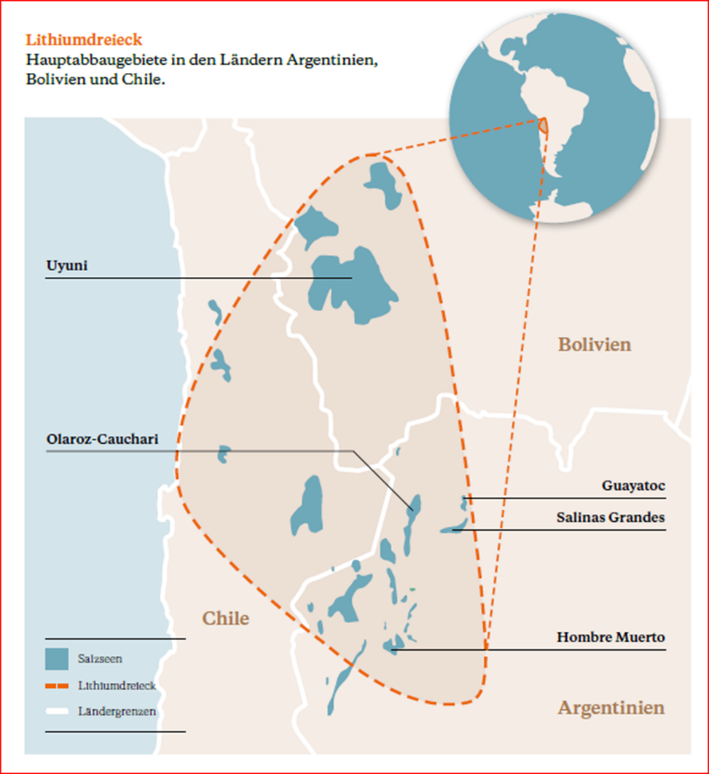 Lithiumdreieck
Hauptabbaugebiete in den Ländern Argentinien,
Bolivien und Chile.
Uyuni
Bolivien
Olaroz-Cauchari
Guayatoc
Salinas Grandes
Chile
Hombre Muerto
Salzseen
Lithiumdreieck
Ländergrenzen
Argentinien